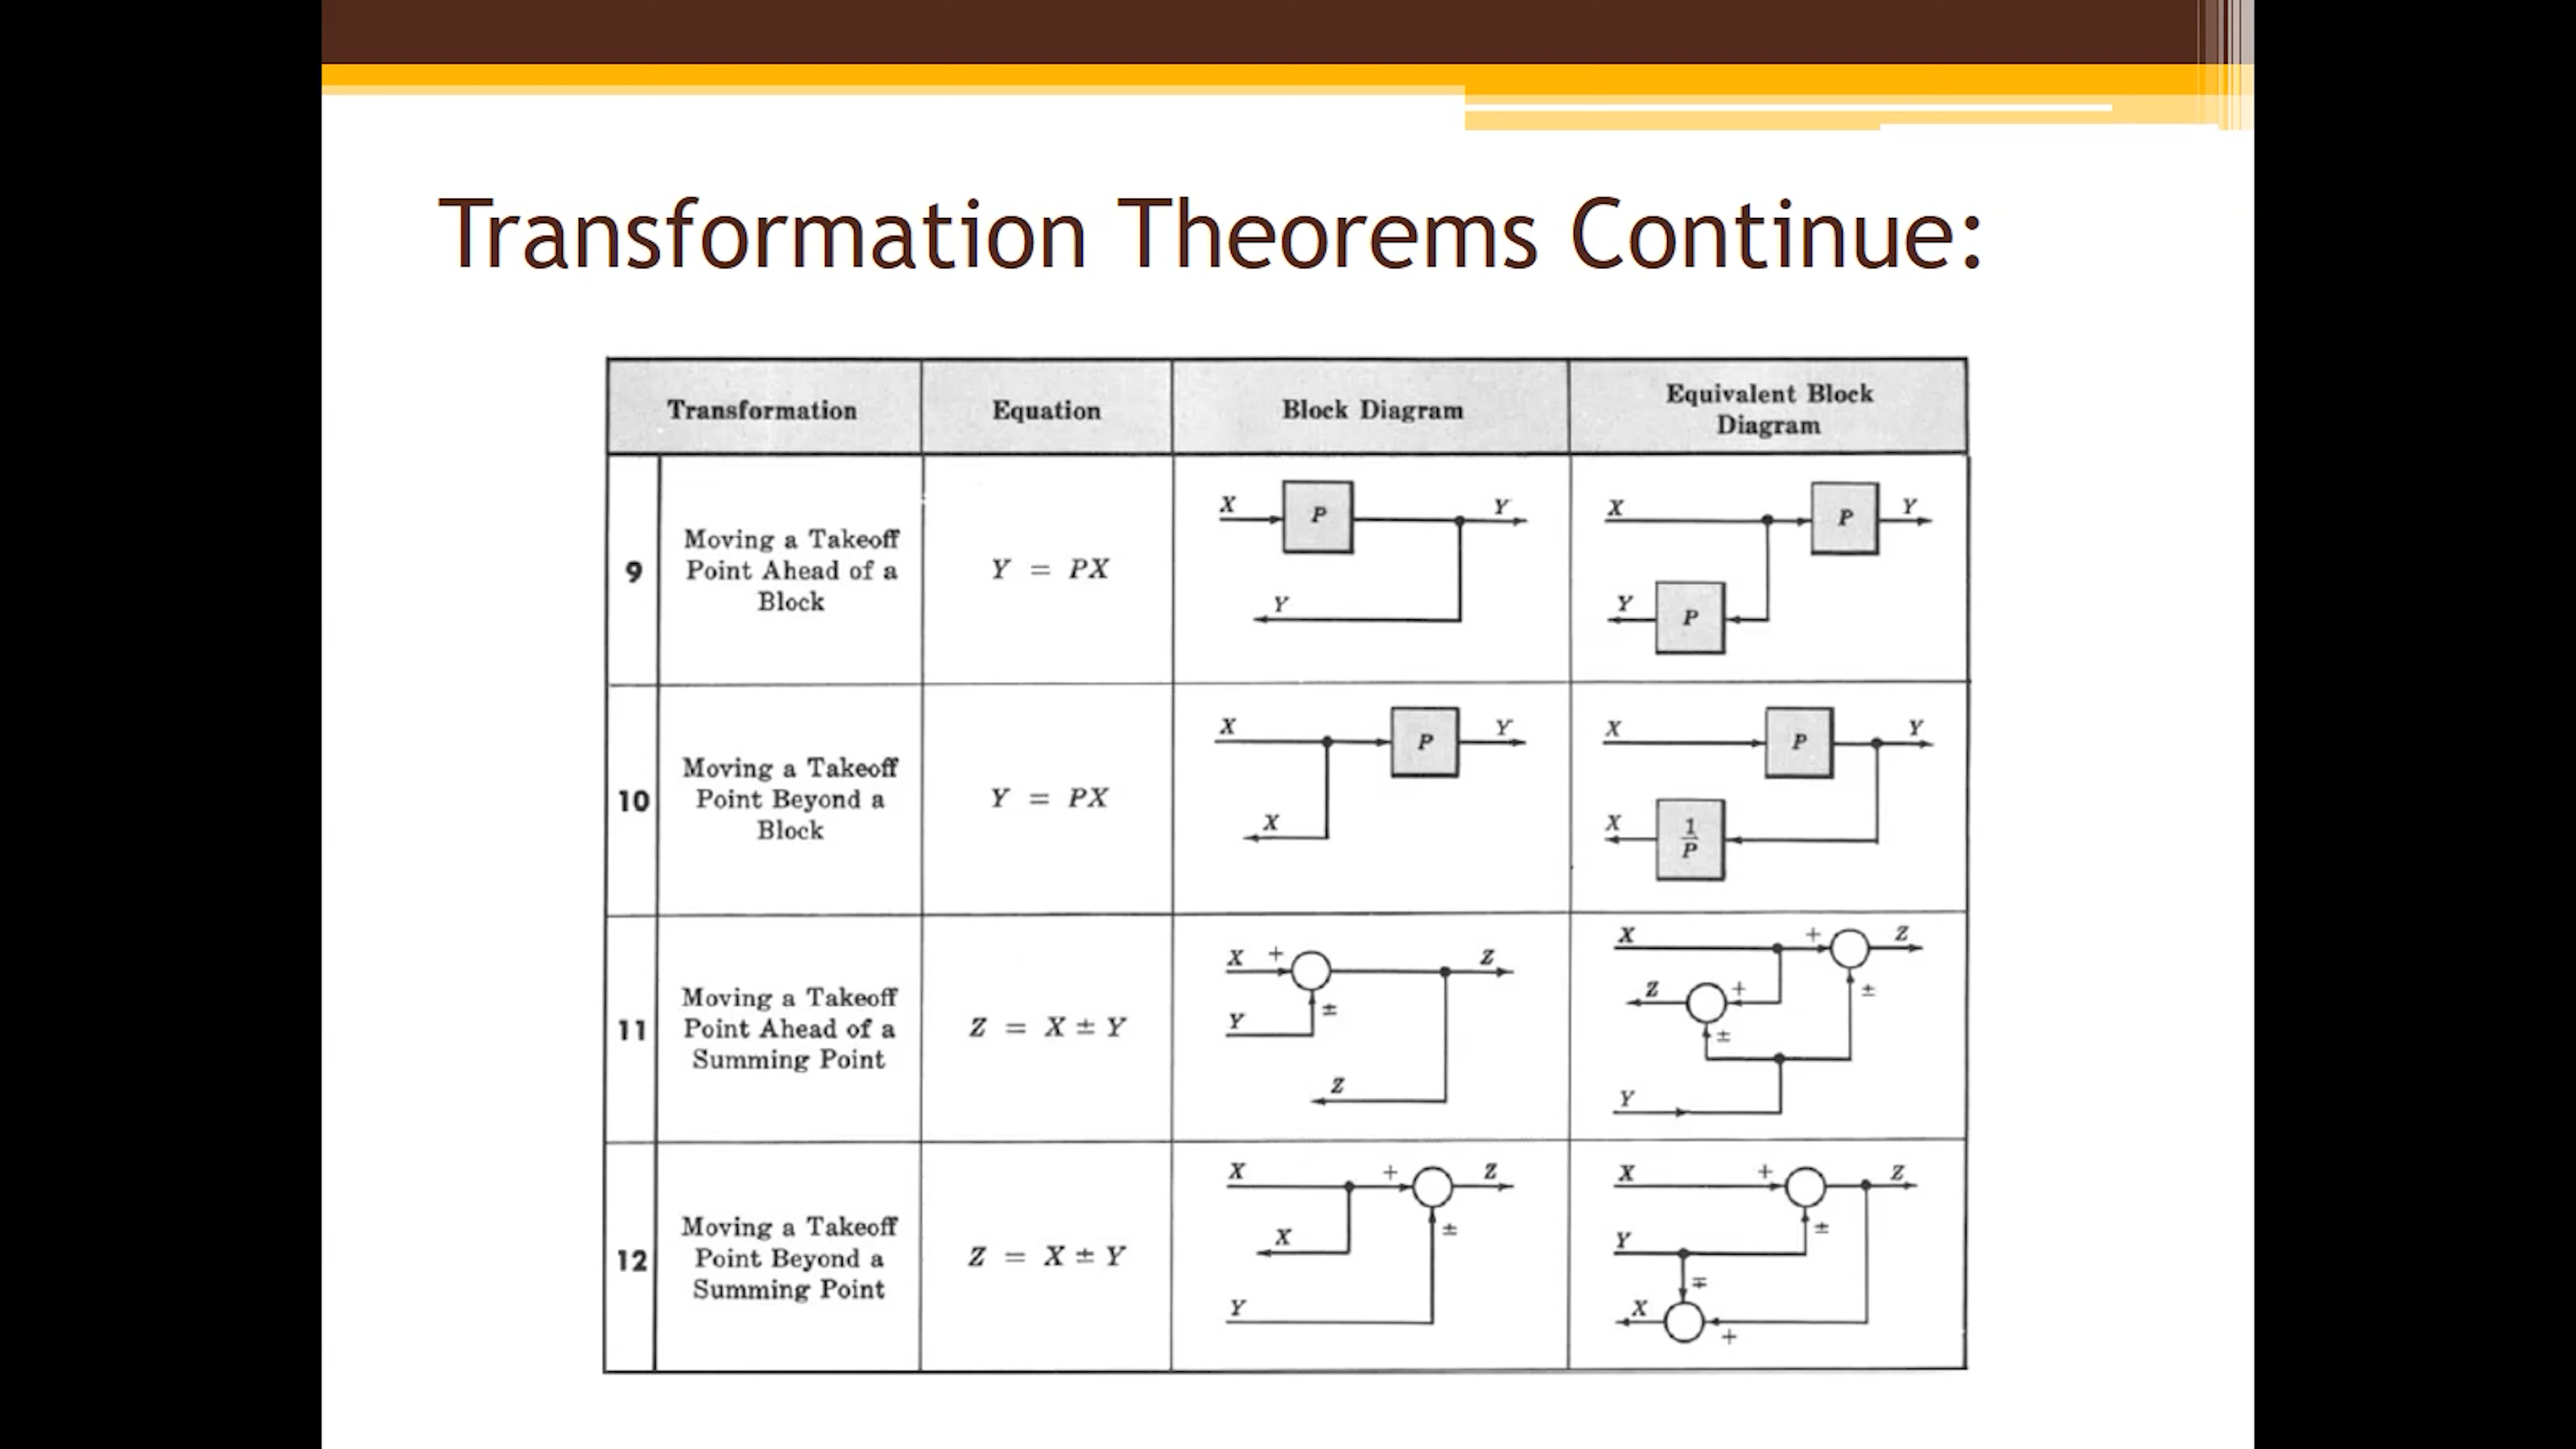 Transformation Theorems Continue:
Transformation Equation Block Diagram Equivalent Block
Diagram
9
Moving a Takeoff
Point Ahead of a
Block
Y = PX
X P Y
Y
X P Y
Y P
10
Moving a Takeoff
Point Beyond a
Block
Y = PX
X P Y
X
X P Y
X 1
P
11
Moving a Takeoff
Point Ahead of a
Summing Point
Z = X ± Y
X + Z
Y ±
Z
X + Z
Z + ±
±
Y
12
Moving a Takeoff
Point Beyond a
Summing Point
Z = X ± Y
X + Z
X ±
Y
X + Z
Y ±
∓
X +